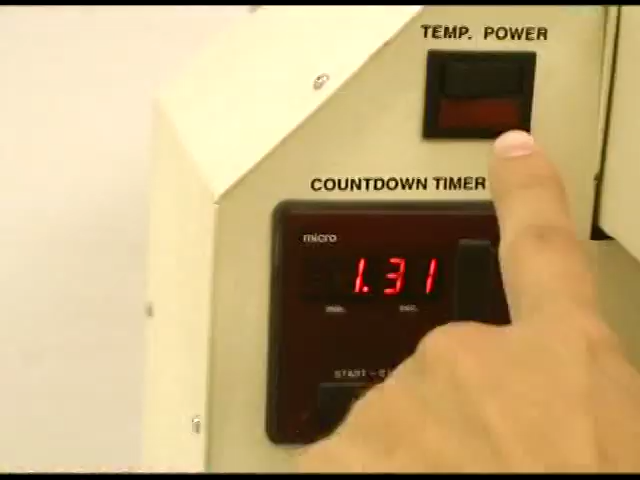 TEMP. POWER
COUNTDOWN TIMER
micro
1.31
min. sec.
START-